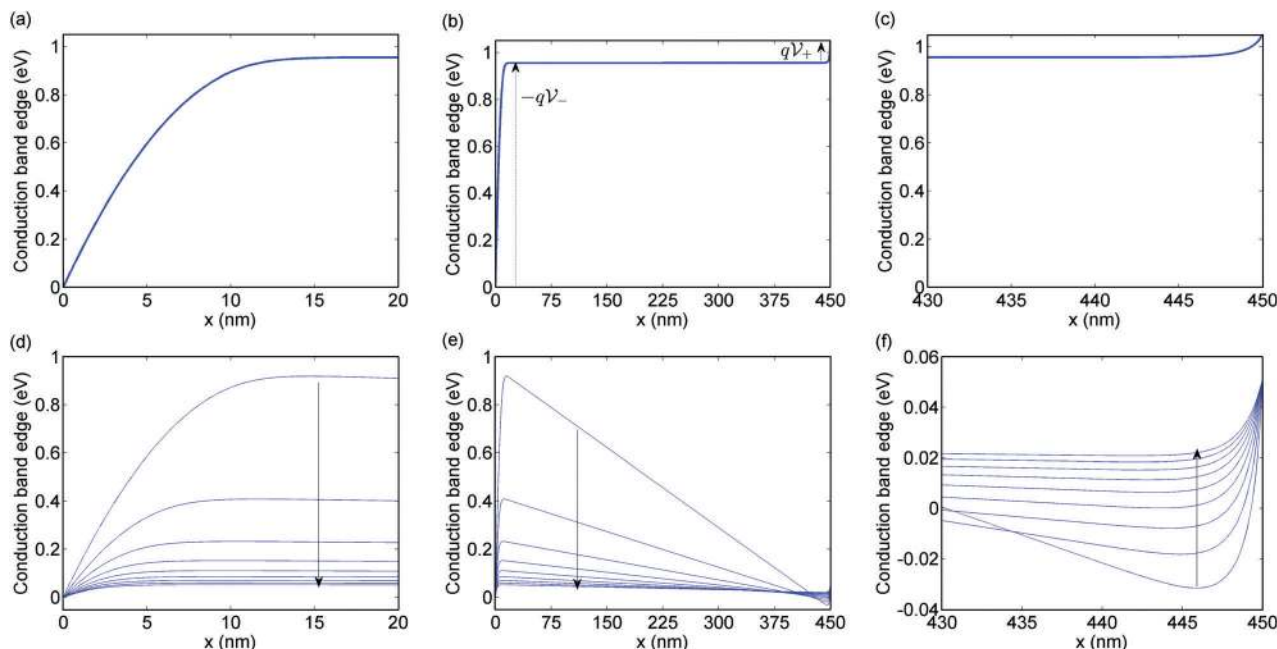 (a)
Conduction band edge (eV)
1
0.8
0.6
0.4
0.2
0
0 5 10 15 20
x (nm)
(b)
Conduction band edge (eV)
1
0.8
0.6
0.4
0.2
0
−q𝒱₋
q𝒱₊
0 75 150 225 300 375 450
x (nm)
(c)
Conduction band edge (eV)
1
0.8
0.6
0.4
0.2
0
430 435 440 445 450
x (nm)
(d)
Conduction band edge (eV)
1
0.8
0.6
0.4
0.2
0
0 5 10 15 20
x (nm)
(e)
Conduction band edge (eV)
1
0.8
0.6
0.4
0.2
0
0 75 150 225 300 375 450
x (nm)
(f)
Conduction band edge (eV)
0.06
0.04
0.02
0
-0.02
-0.04
430 435 440 445 450
x (nm)